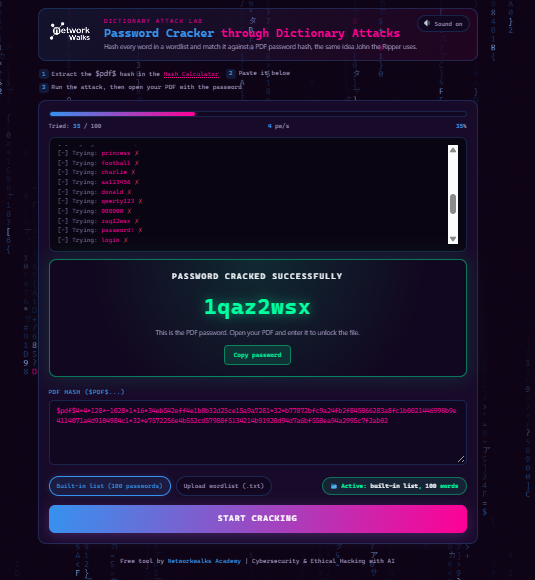 DICTIONARY ATTACK LAB
Network Walks
Password Cracker through Dictionary Attacks
Sound on
Hash every word in a wordlist and match it against a PDF password hash, the same idea John the Ripper uses.
1 Extract the $pdf$ hash in the Hash Calculator 2 Paste it below
3 Run the attack, then open your PDF with the password
Tried: 35 / 100 4 pw/s 35%
[-] Trying: princess ✗
[-] Trying: football ✗
[-] Trying: charlie ✗
[-] Trying: aa123456 ✗
[-] Trying: donald ✗
[-] Trying: qwerty123 ✗
[-] Trying: 000000 ✗
[-] Trying: zaq12wsx ✗
[-] Trying: password! ✗
[-] Trying: login ✗
PASSWORD CRACKED SUCCESSFULLY
1qaz2wsx
This is the PDF password. Open your PDF and enter it to unlock the file.
Copy password
PDF HASH ($PDF$...)
Built-in list (100 passwords)
Upload wordlist (.txt)
Active: built-in list, 100 words
START CRACKING
Free tool by Networkwalks Academy | Cybersecurity & Ethical Hacking with AI